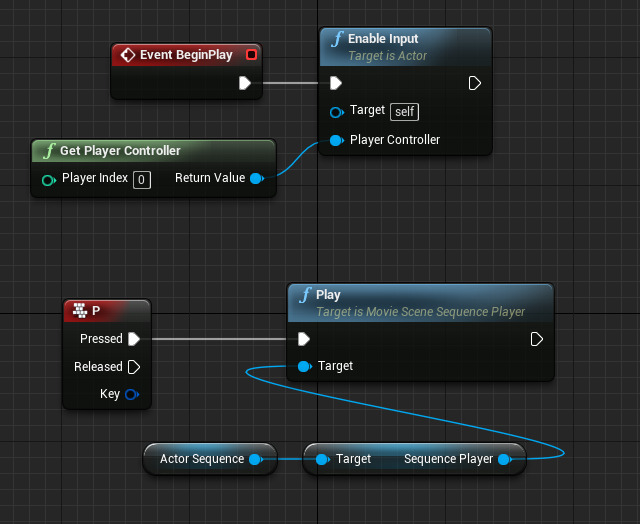 Event BeginPlay
f Enable Input
Target is Actor
Target self
Player Controller
f Get Player Controller
Player Index 0 Return Value
P
Pressed
Released
Key
f Play
Target is Movie Scene Sequence Player
Target
Actor Sequence
Target Sequence Player